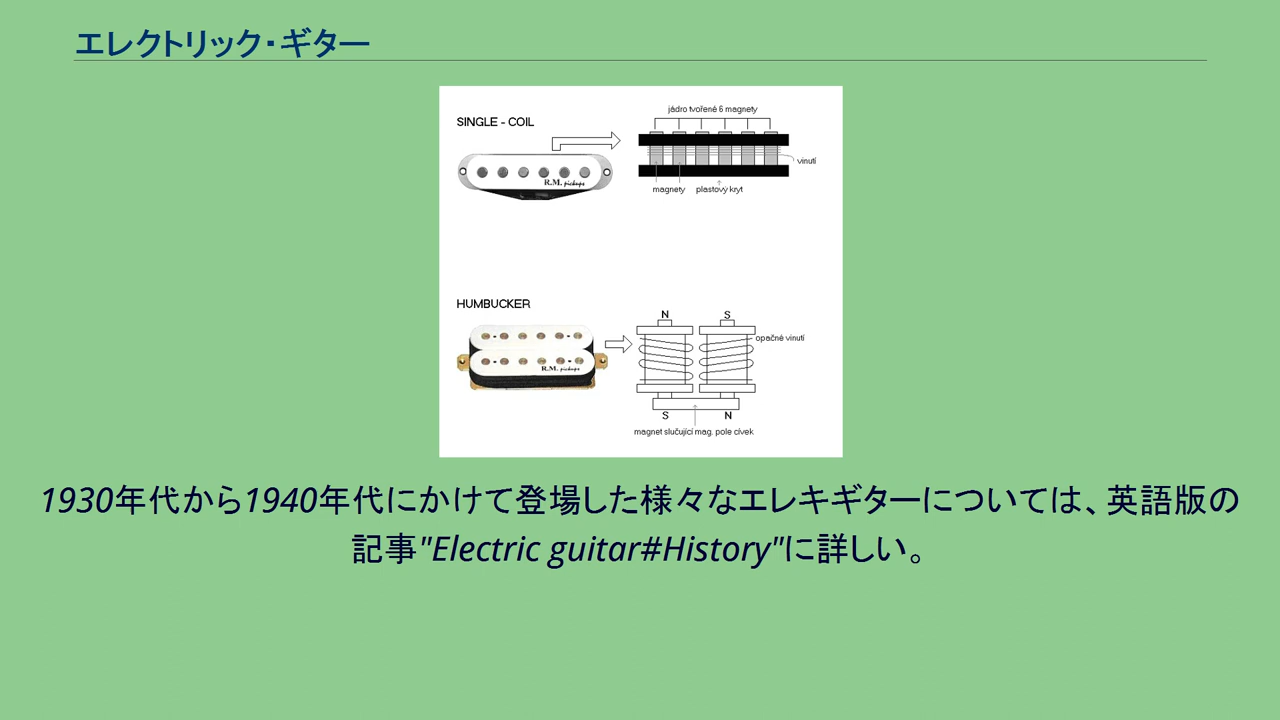 エレクトリック・ギター
SINGLE - COIL
jádro tvořené 6 magnety
vinutí
R.M. pickups
magnety
plastový kryt
HUMBUCKER
N
S
opačné vinutí
R.M. pickups
S
N
magnet slučující mag. pole cívek
1930年代から1940年代にかけて登場した様々なエレキギターについては、英語版の
記事"Electric guitar#History"に詳しい。